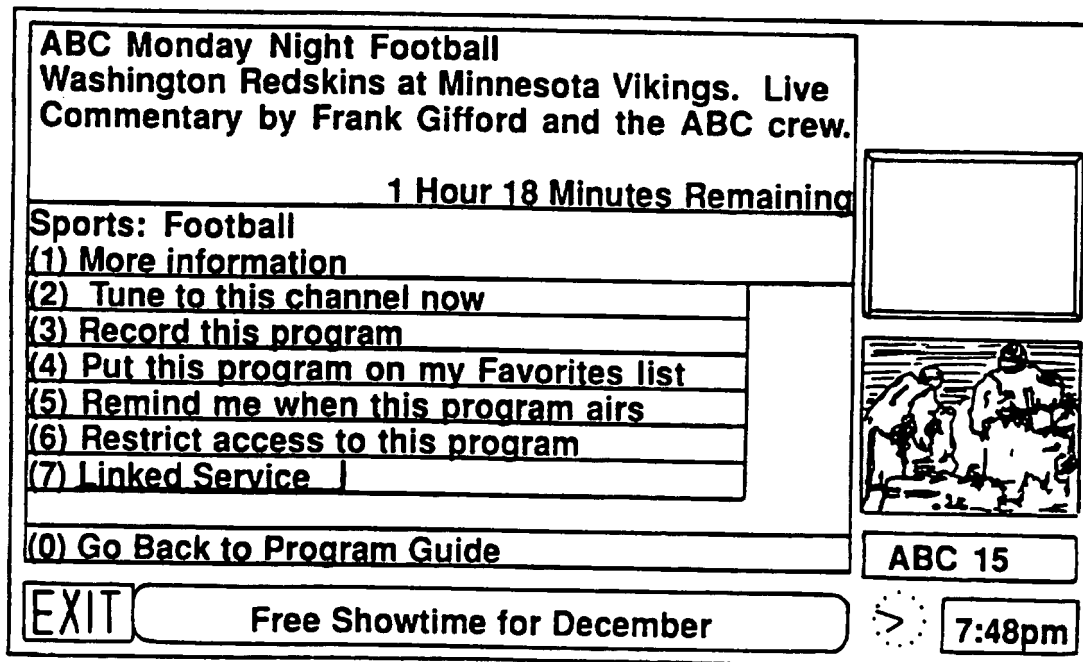 ABC Monday Night Football
Washington Redskins at Minnesota Vikings. Live
Commentary by Frank Gifford and the ABC crew.
1 Hour 18 Minutes Remaining
Sports: Football
(1) More information
(2) Tune to this channel now
(3) Record this program
(4) Put this program on my Favorites list
(5) Remind me when this program airs
(6) Restrict access to this program
(7) Linked Service
(0) Go Back to Program Guide
ABC 15
EXIT
Free Showtime for December
7:48pm